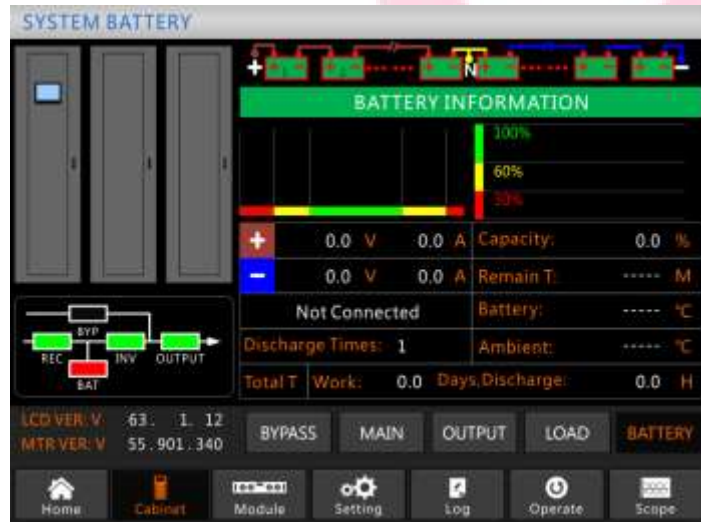 SYSTEM BATTERY
+ N -
BATTERY INFORMATION
100%
60%
30%
+ 0.0 V 0.0 A Capacity: 0.0 %
- 0.0 V 0.0 A Remain T: ----- M
Not Connected Battery: ----- ℃
Discharge Times: 1 Ambient: ----- ℃
Total T Work: 0.0 Days,Discharge: 0.0 H
BYP
REC INV OUTPUT
BAT
LCD VER: V 63. 1. 12
MTR VER: V 55.901.340
BYPASS MAIN OUTPUT LOAD BATTERY
Home Cabinet Module Setting Log Operate Scope